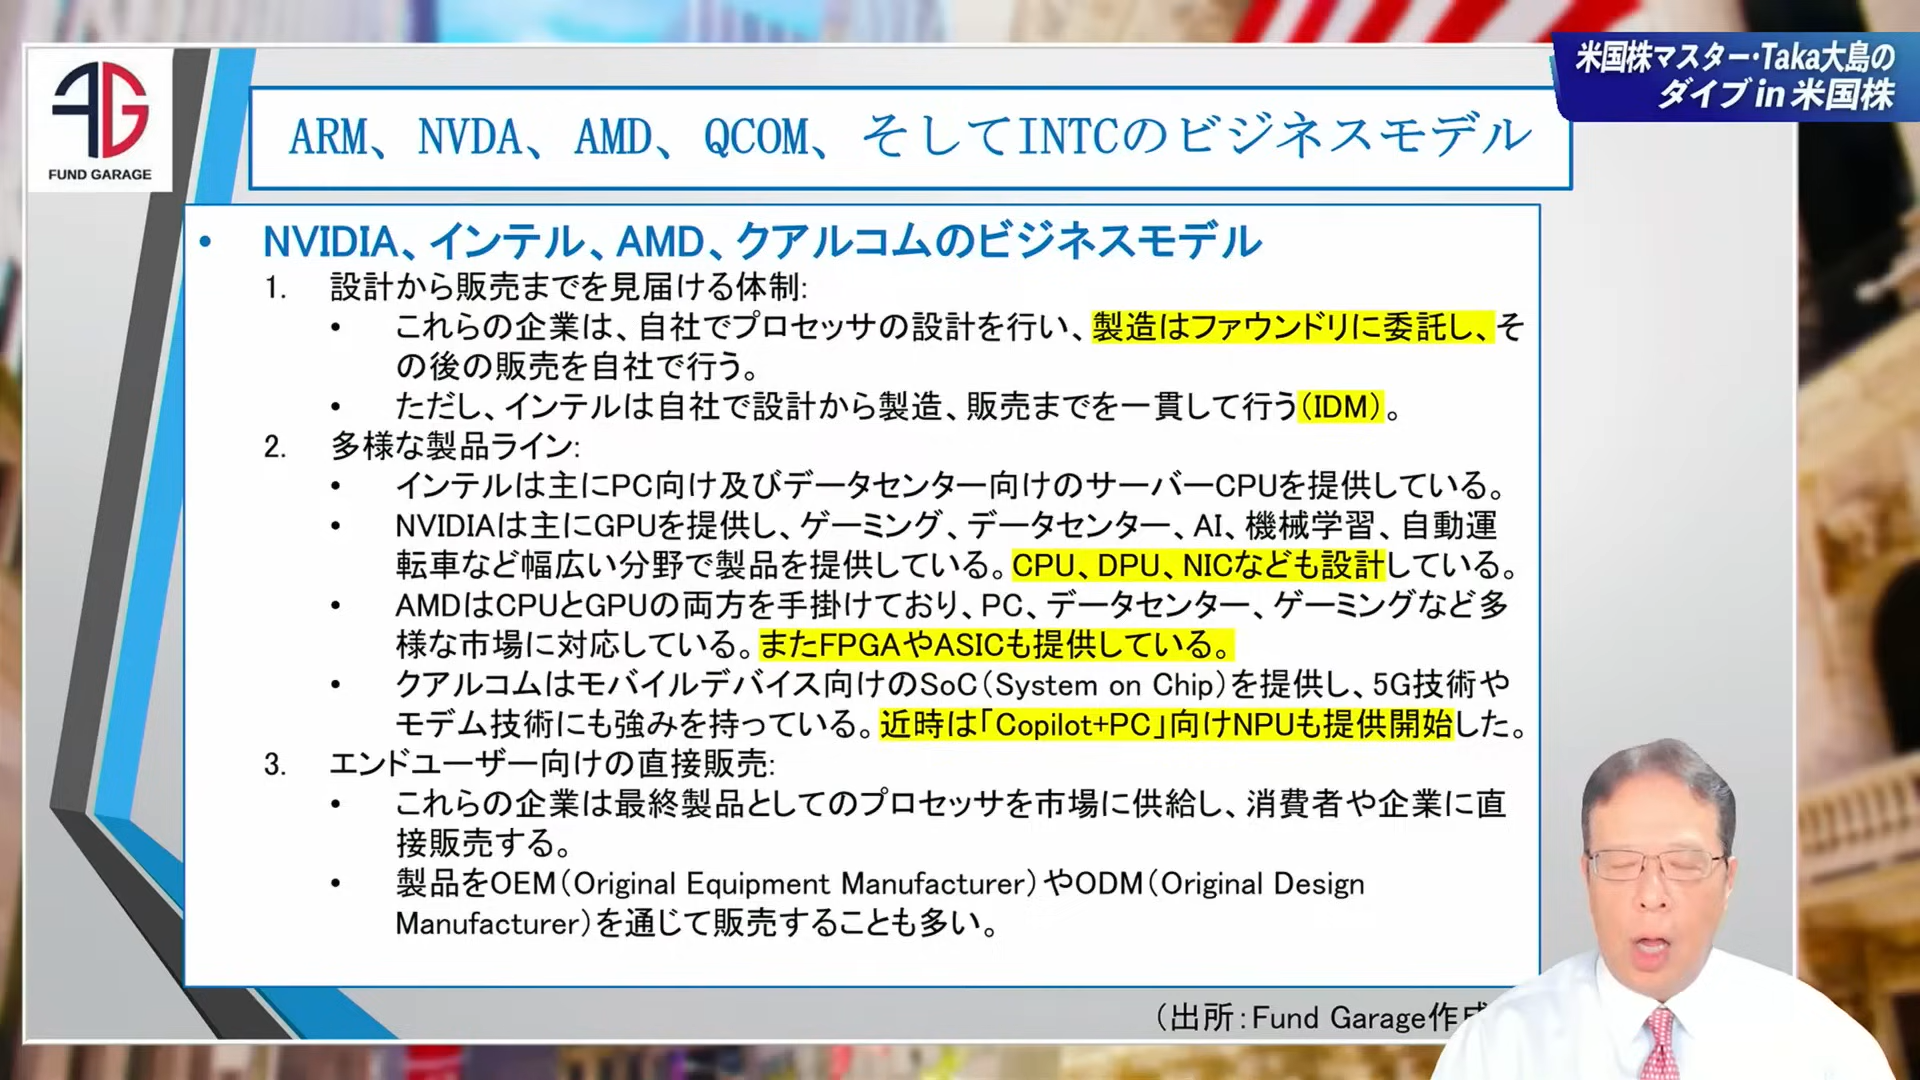 米国株マスター・Taka大島の
ダイブ in 米国株
FUND GARAGE
ARM、NVDA、AMD、QCOM、そしてINTCのビジネスモデル
• NVIDIA、インテル、AMD、クアルコムのビジネスモデル
1. 設計から販売までを見届ける体制:
• これらの企業は、自社でプロセッサの設計を行い、製造はファウンドリに委託し、そ
の後の販売を自社で行う。
• ただし、インテルは自社で設計から製造、販売までを一貫して行う（IDM）。
2. 多様な製品ライン:
• インテルは主にPC向け及びデータセンター向けのサーバーCPUを提供している。
• NVIDIAは主にGPUを提供し、ゲーミング、データセンター、AI、機械学習、自動運
転車など幅広い分野で製品を提供している。CPU、DPU、NICなども設計している。
• AMDはCPUとGPUの両方を手掛けており、PC、データセンター、ゲーミングなど多
様な市場に対応している。またFPGAやASICも提供している。
• クアルコムはモバイルデバイス向けのSoC（System on Chip）を提供し、5G技術や
モデム技術にも強みを持っている。近時は「Copilot+PC」向けNPUも提供開始した。
3. エンドユーザー向けの直接販売:
• これらの企業は最終製品としてのプロセッサを市場に供給し、消費者や企業に直
接販売する。
• 製品をOEM（Original Equipment Manufacturer）やODM（Original Design
Manufacturer）を通じて販売することも多い。
（出所：Fund Garage作